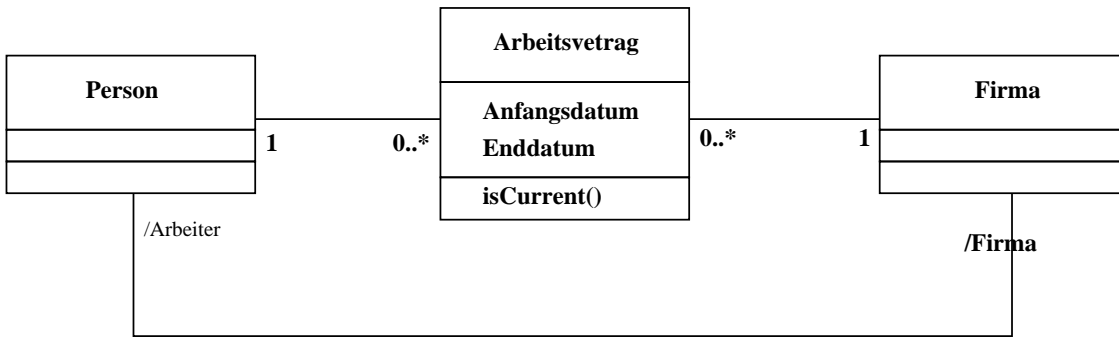 Arbeitsvetrag
Person
Firma
Anfangsdatum
Enddatum
1
0..*
0..*
1
isCurrent()
/Arbeiter
/Firma